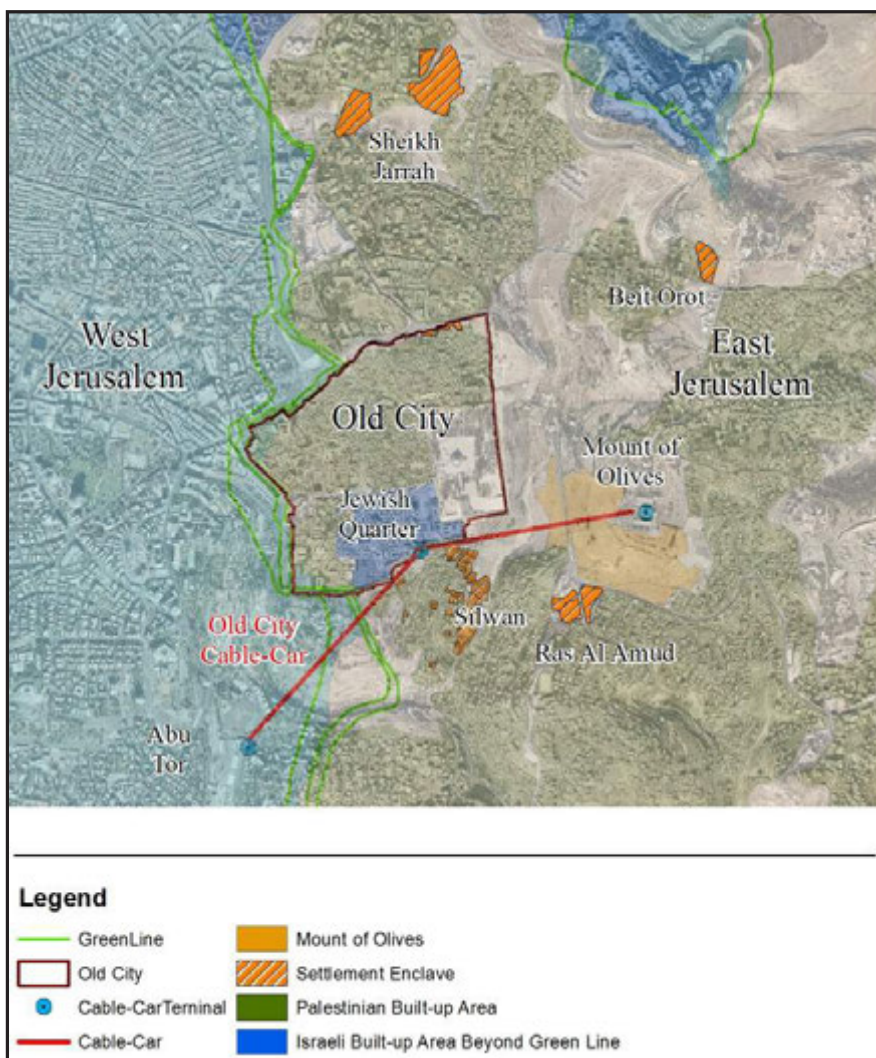 Sheikh
Jarrah
Beit Orot
West
Jerusalem
East
Jerusalem
Old City
Mount of
Olives
Jewish
Quarter
Silwan
Old City
Cable-Car
Ras Al Amud
Abu
Tor
Legend
GreenLine
Old City
Cable-CarTerninal
Cable-Car
Mount of Olives
Settlement Enclave
Palestinian Built-up Area
Israeli Built-up Area Beyond Green Line